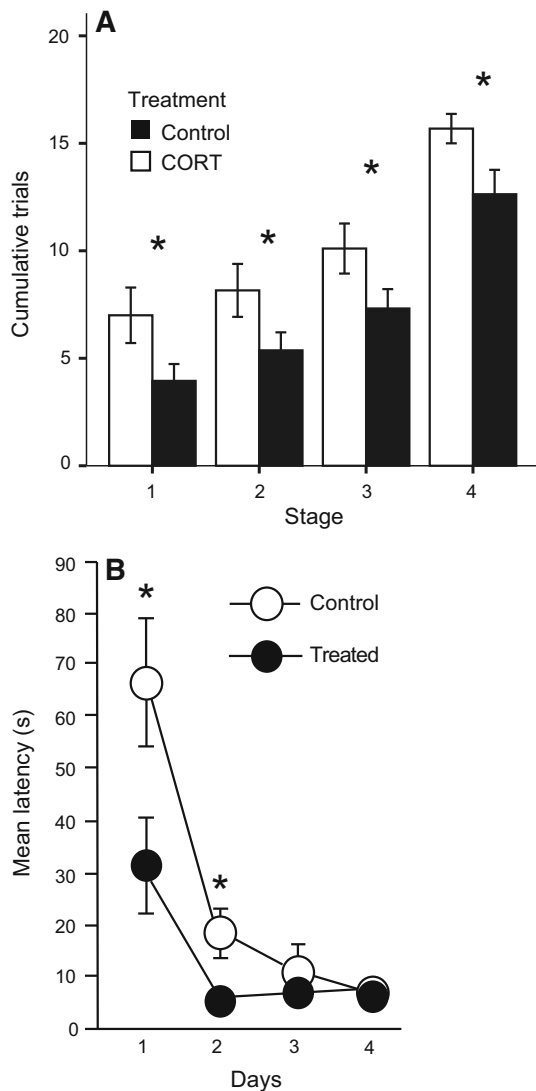 A
20
15
10
5
0
Cumulative trials
Treatment
Control
CORT
*
*
*
*
1 2 3 4
Stage
B
90
80
70
60
50
40
30
20
10
0
Mean latency (s)
*
*
Control
Treated
1 2 3 4
Days